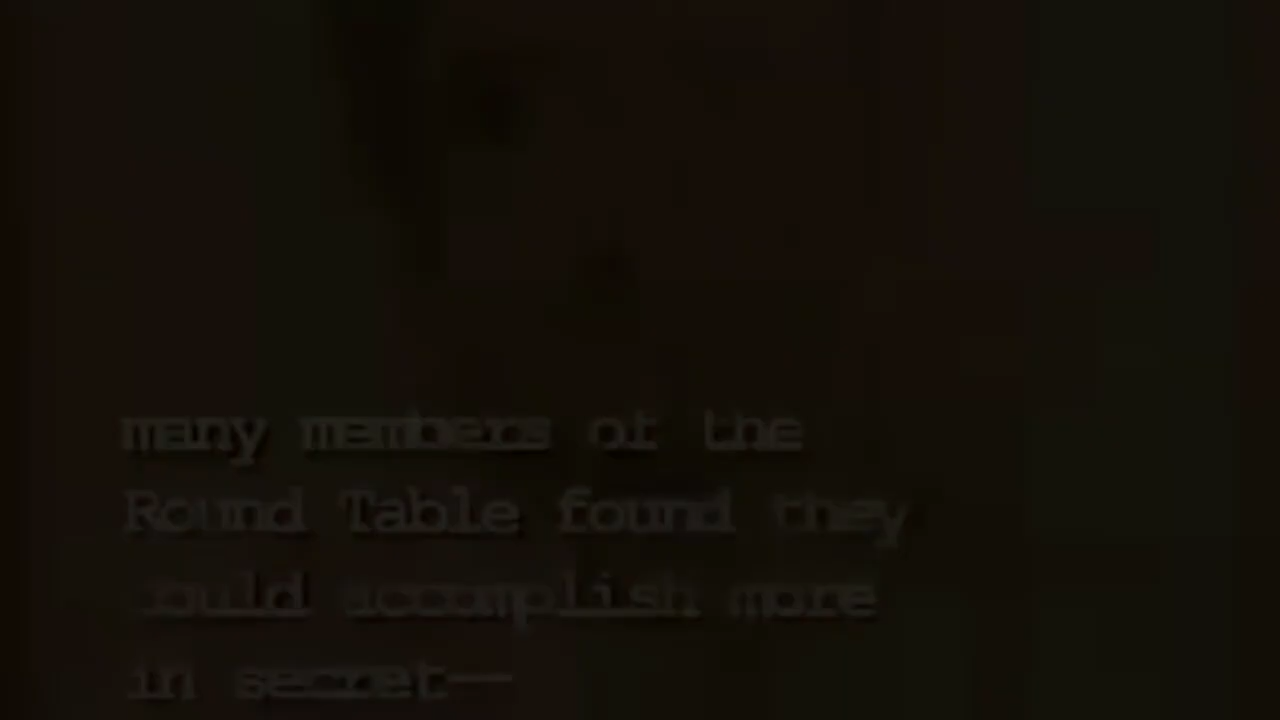 many members of the
Round Table found they
could accomplish more
in secret—